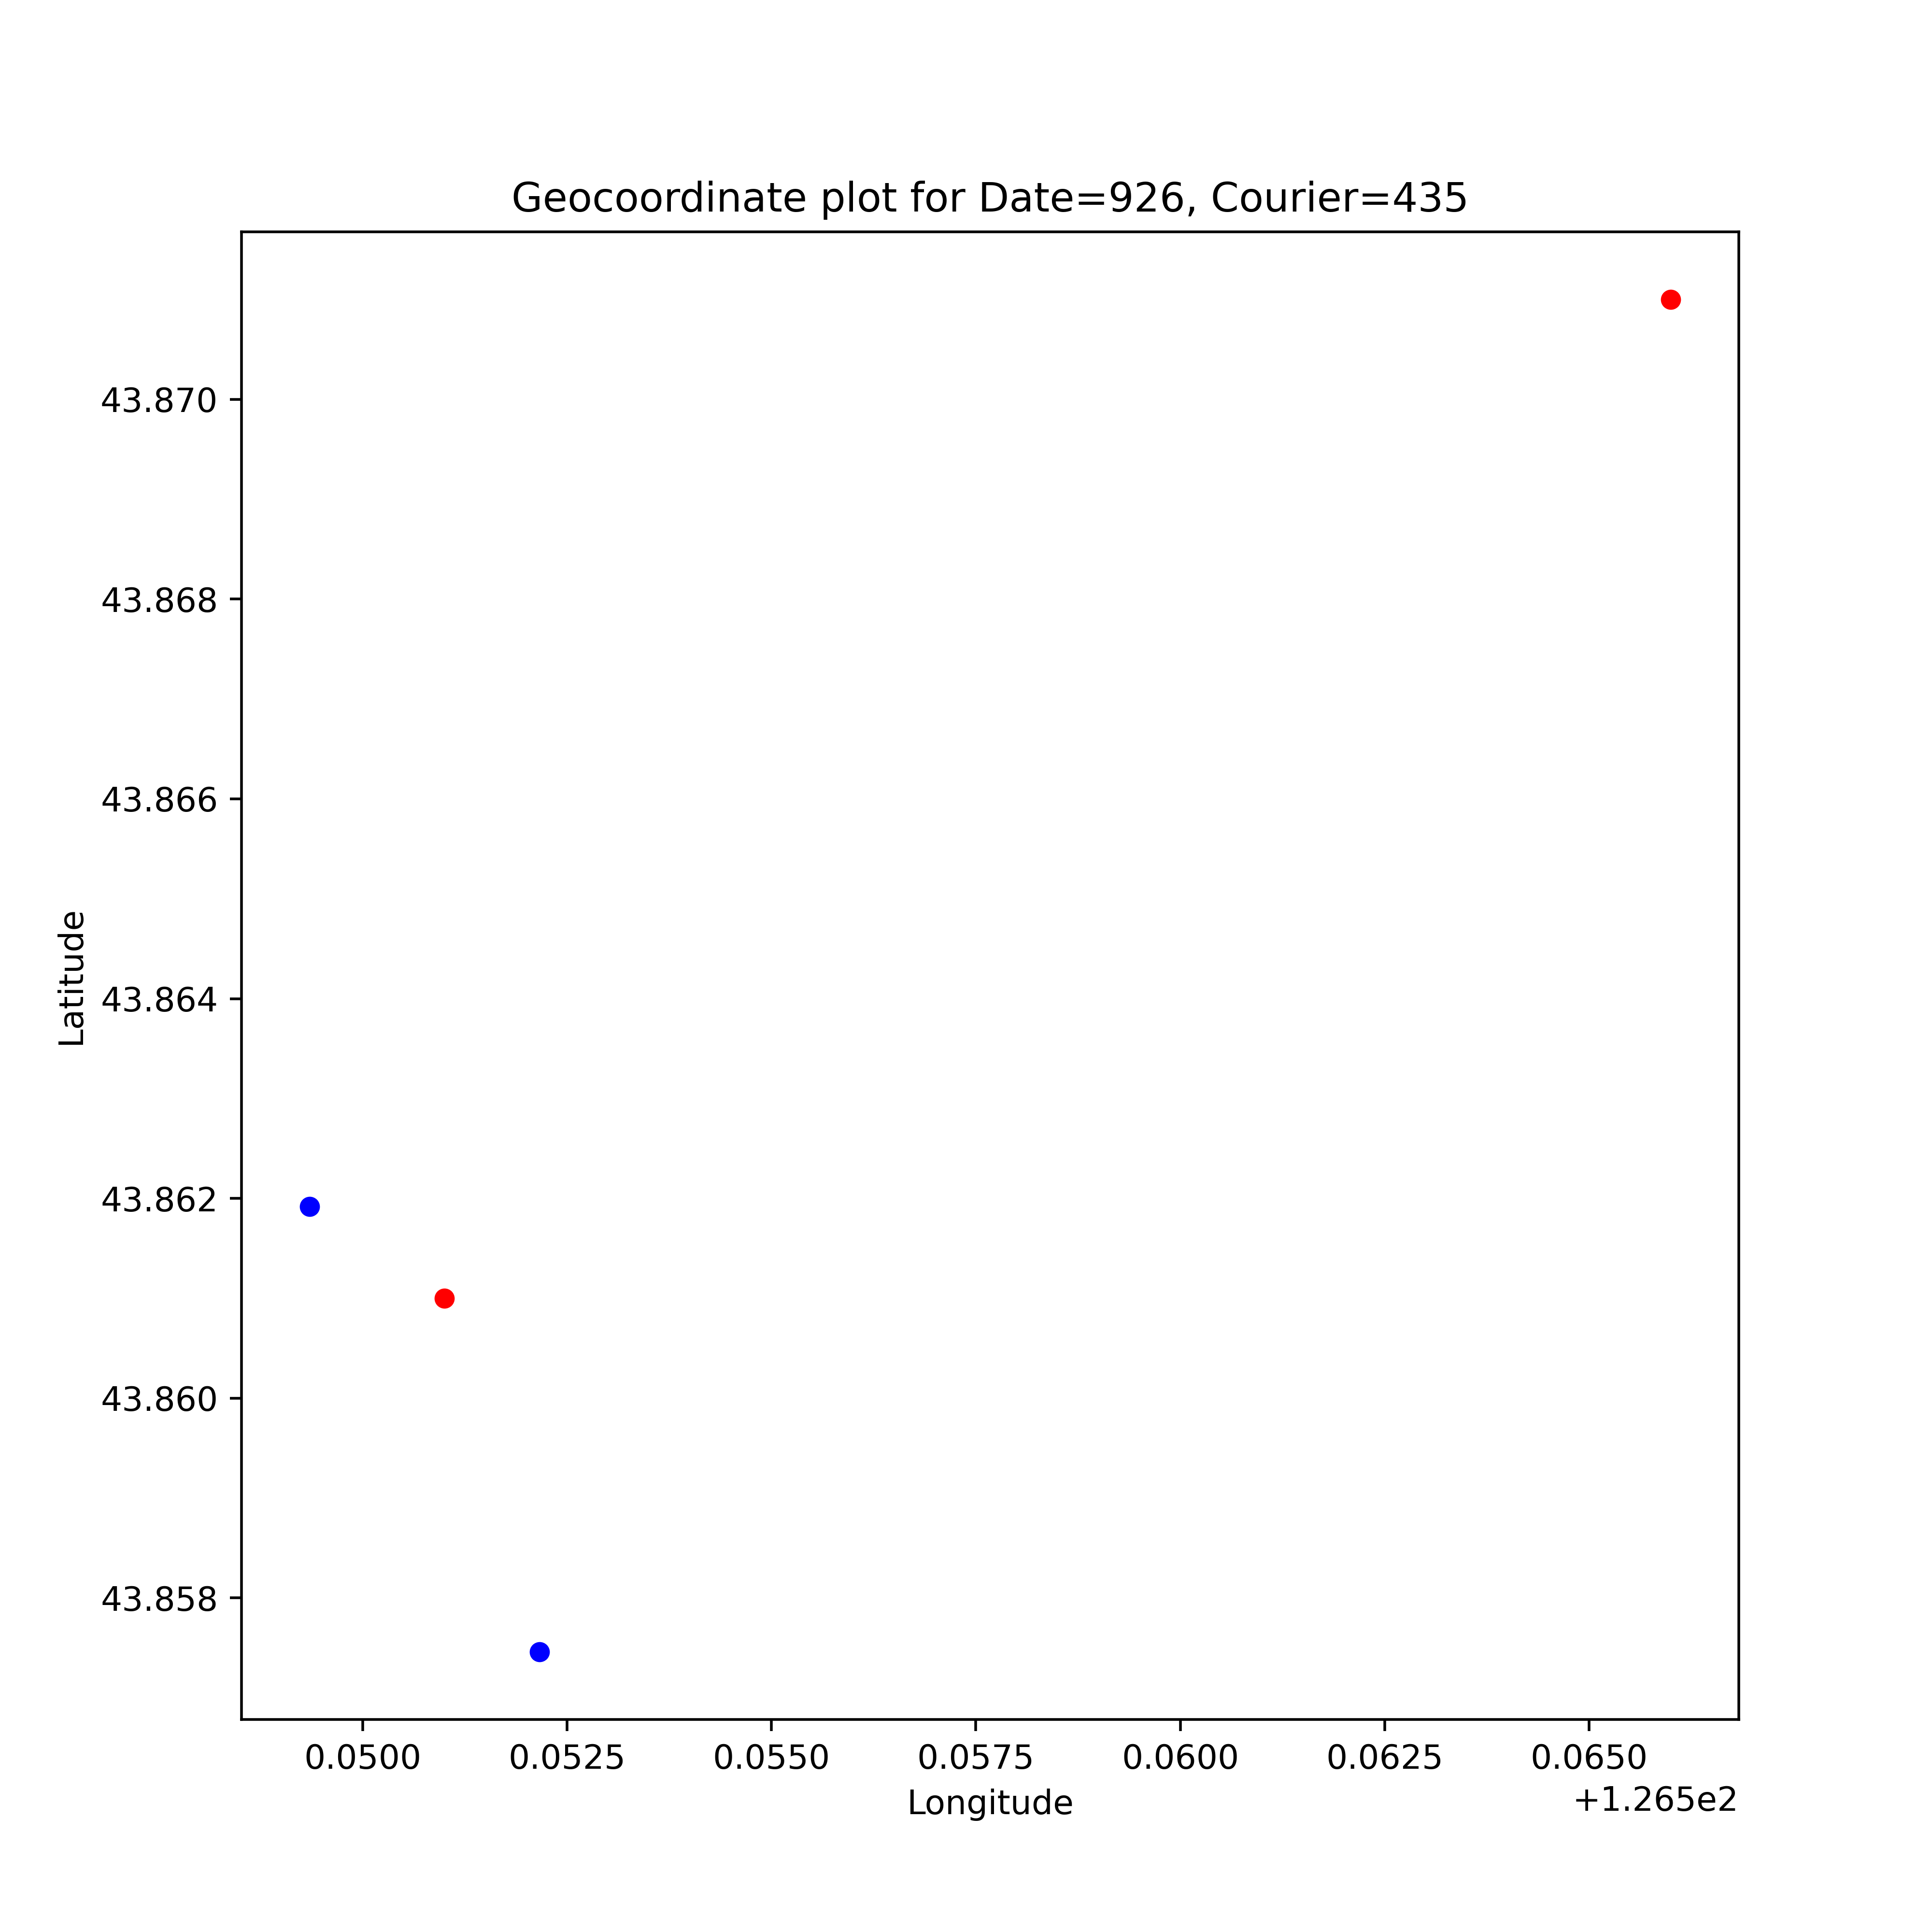 Geocoordinate plot for Date=926, Courier=435
43.870
43.868
43.866
43.864
43.862
43.860
43.858
Latitude
0.0500 0.0525 0.0550 0.0575 0.0600 0.0625 0.0650
+1.265e2
Longitude